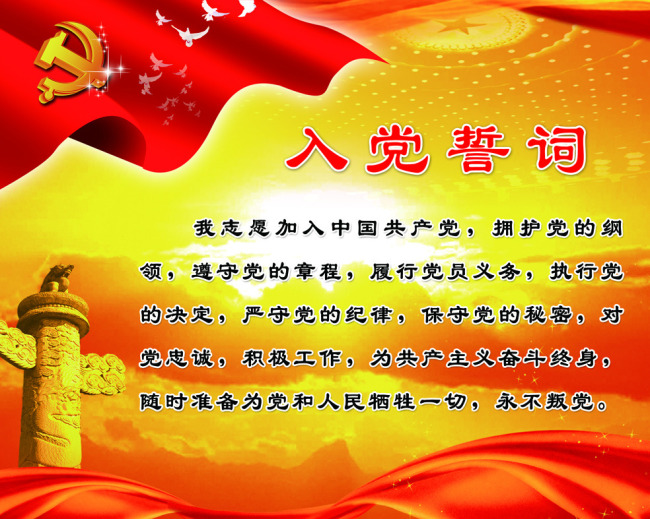 入党誓词
我志愿加入中国共产党，拥护党的纲
领，遵守党的章程，履行党员义务，执行党
的决定，严守党的纪律，保守党的秘密，对
党忠诚，积极工作，为共产主义奋斗终身，
随时准备为党和人民牺牲一切，永不叛党。